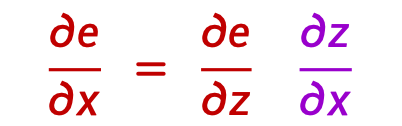 ∂e/∂x = ∂e/∂z ∂z/∂x